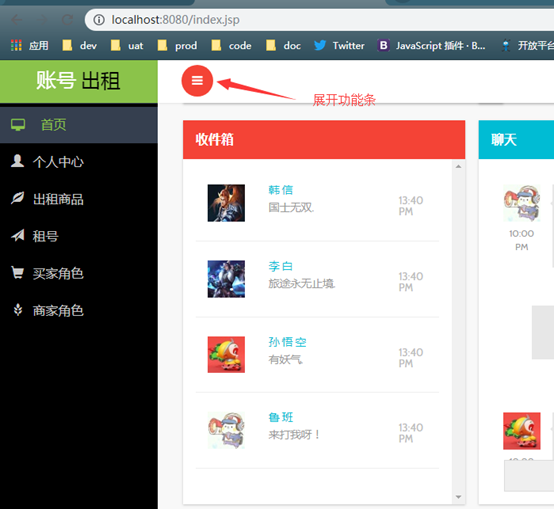 localhost:8080/index.jsp
应用 dev uat prod code doc Twitter JavaScript 插件 · B... 开放平台
账号 出租
展开功能条
首页
个人中心
出租商品
租号
买家角色
商家角色
收件箱
韩信
国士无双.
13:40
PM
李白
旅途永无止境.
13:40
PM
孙悟空
有妖气.
13:40
PM
鲁班
来打我呀！
13:40
PM
聊天
10:00
PM